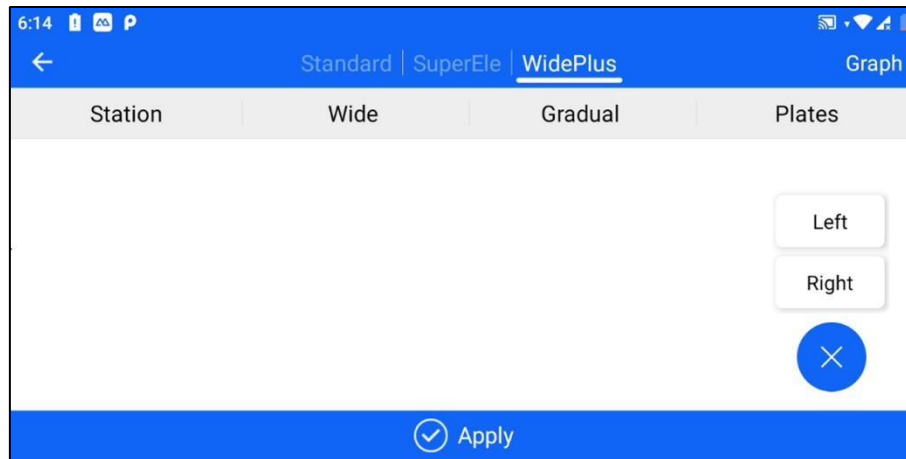 6:14
Standard SuperEle WidePlus Graph
Station Wide Gradual Plates
Left
Right
Apply